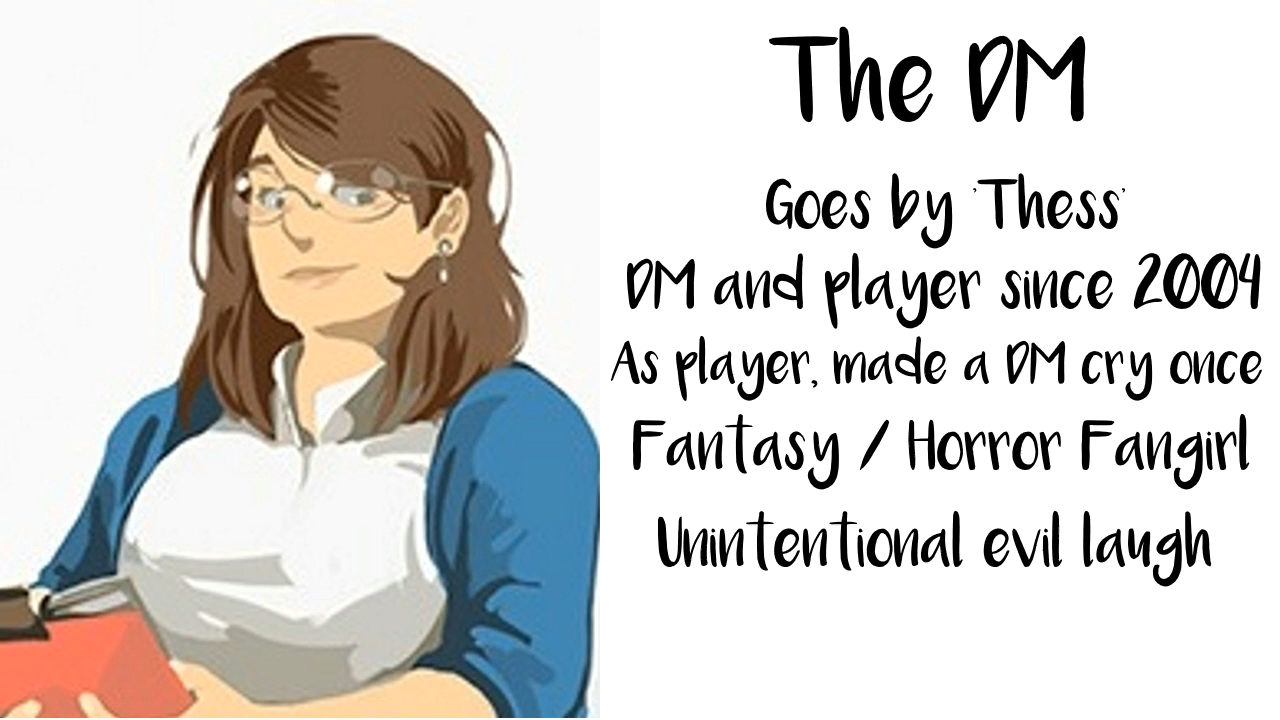 The DM
Goes by 'Thess'
DM and player since 2004
As player, made a DM cry once
Fantasy / Horror Fangirl
Unintentional evil laugh